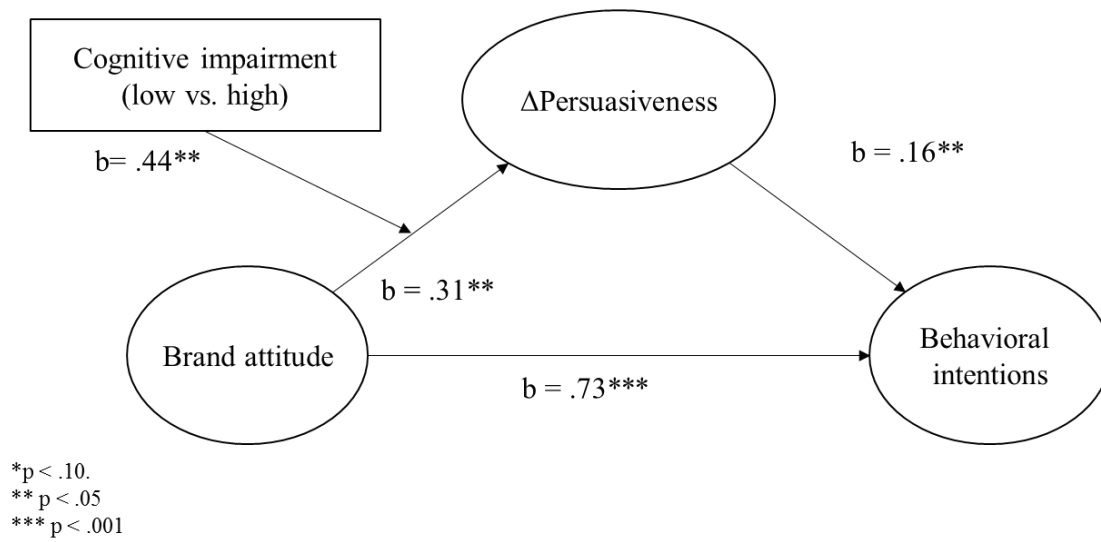 Cognitive impairment
(low vs. high)
ΔPersuasiveness
b= .44**
b = .16**
b = .31**
Brand attitude
Behavioral
intentions
b = .73***
*p < .10.
** p < .05
*** p < .001